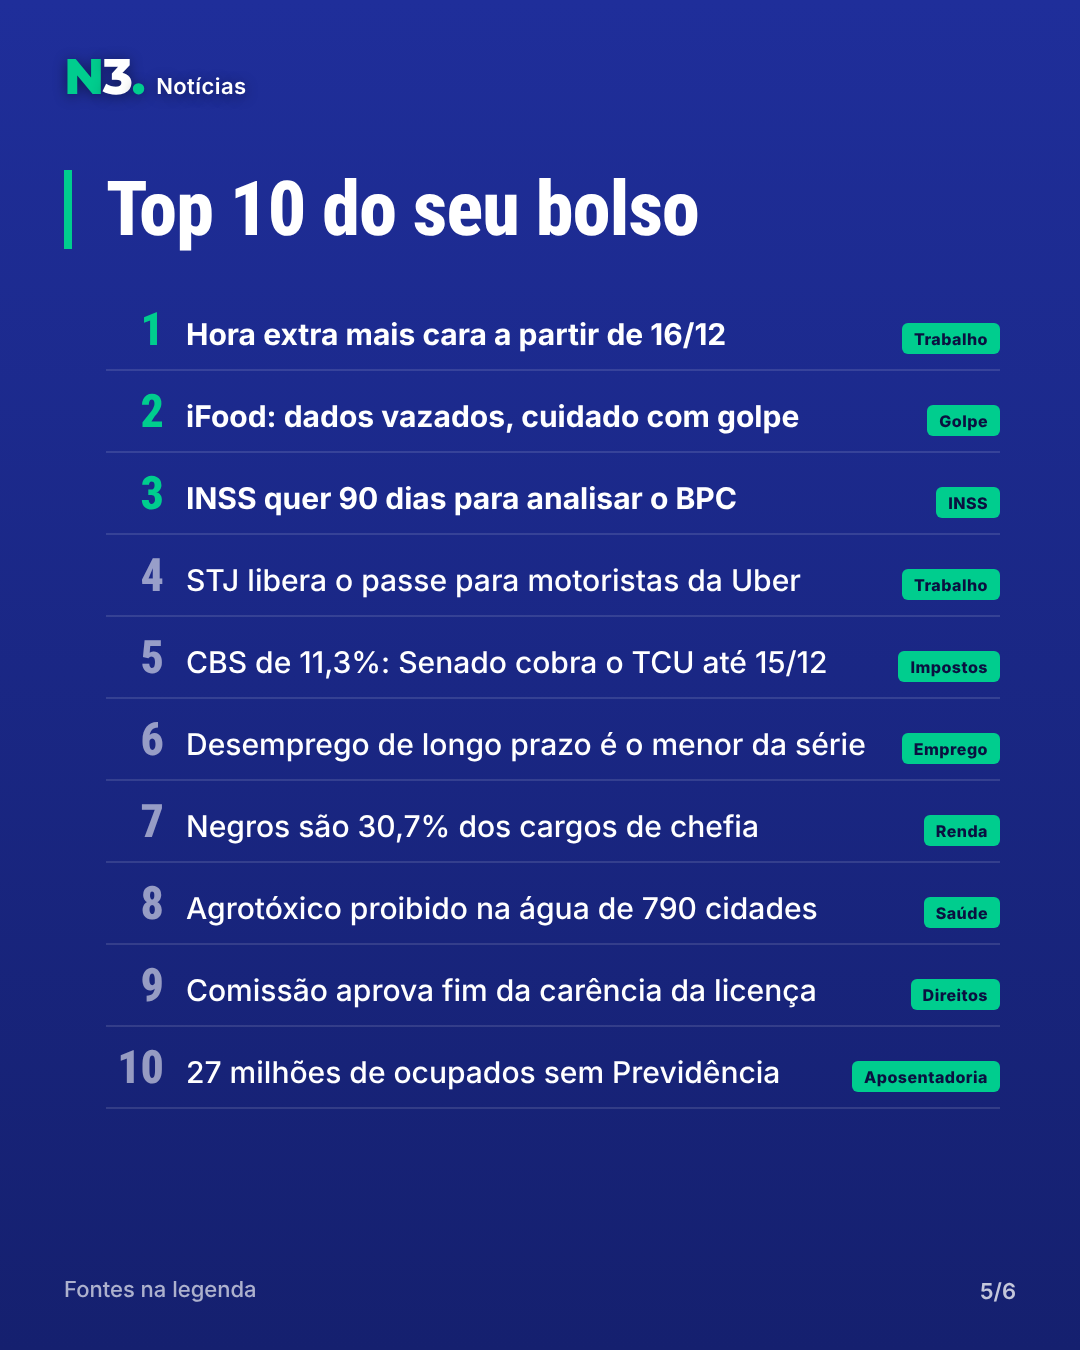 N3. Notícias
Top 10 do seu bolso
1 Hora extra mais cara a partir de 16/12 Trabalho
2 iFood: dados vazados, cuidado com golpe Golpe
3 INSS quer 90 dias para analisar o BPC INSS
4 STJ libera o passe para motoristas da Uber Trabalho
5 CBS de 11,3%: Senado cobra o TCU até 15/12 Impostos
6 Desemprego de longo prazo é o menor da série Emprego
7 Negros são 30,7% dos cargos de chefia Renda
8 Agrotóxico proibido na água de 790 cidades Saúde
9 Comissão aprova fim da carência da licença Direitos
10 27 milhões de ocupados sem Previdência Aposentadoria
Fontes na legenda 5/6